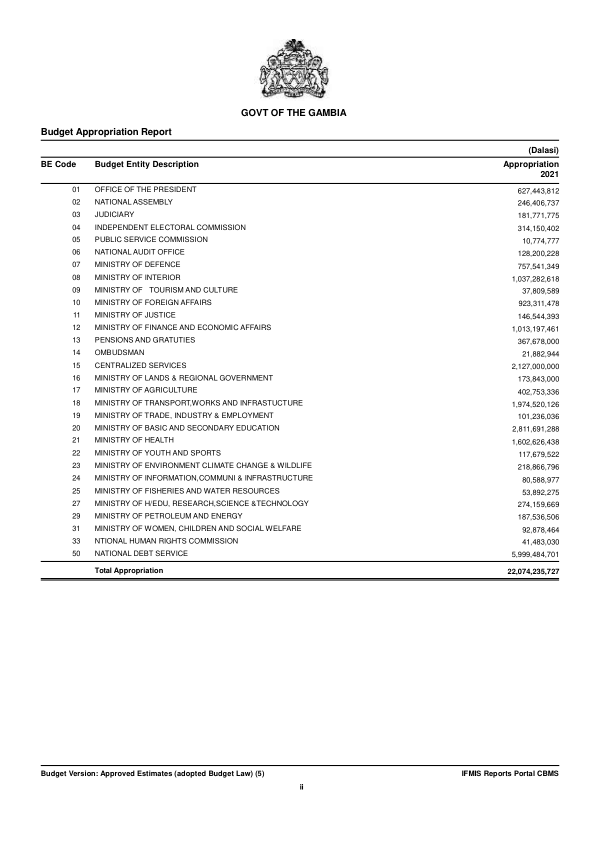 GOVT OF THE GAMBIA
Budget Appropriation Report
(Dalasi)
BE Code Budget Entity Description Appropriation
2021
01 OFFICE OF THE PRESIDENT 627,443,812
02 NATIONAL ASSEMBLY 246,406,737
03 JUDICIARY 181,771,775
04 INDEPENDENT ELECTORAL COMMISSION 314,150,402
05 PUBLIC SERVICE COMMISSION 10,774,777
06 NATIONAL AUDIT OFFICE 128,200,228
07 MINISTRY OF DEFENCE 757,541,349
08 MINISTRY OF INTERIOR 1,037,282,618
09 MINISTRY OF TOURISM AND CULTURE 37,809,589
10 MINISTRY OF FOREIGN AFFAIRS 923,311,478
11 MINISTRY OF JUSTICE 146,544,393
12 MINISTRY OF FINANCE AND ECONOMIC AFFAIRS 1,013,197,461
13 PENSIONS AND GRATUTIES 367,678,000
14 OMBUDSMAN 21,882,944
15 CENTRALIZED SERVICES 2,127,000,000
16 MINISTRY OF LANDS & REGIONAL GOVERNMENT 173,843,000
17 MINISTRY OF AGRICULTURE 402,753,336
18 MINISTRY OF TRANSPORT,WORKS AND INFRASTUCTURE 1,974,520,126
19 MINISTRY OF TRADE, INDUSTRY & EMPLOYMENT 101,236,036
20 MINISTRY OF BASIC AND SECONDARY EDUCATION 2,811,691,288
21 MINISTRY OF HEALTH 1,602,626,438
22 MINISTRY OF YOUTH AND SPORTS 117,679,522
23 MINISTRY OF ENVIRONMENT CLIMATE CHANGE & WILDLIFE 218,866,796
24 MINISTRY OF INFORMATION,COMMUNI & INFRASTRUCTURE 80,588,977
25 MINISTRY OF FISHERIES AND WATER RESOURCES 53,892,275
27 MINISTRY OF H/EDU, RESEARCH,SCIENCE &TECHNOLOGY 274,159,669
29 MINISTRY OF PETROLEUM AND ENERGY 187,536,506
31 MINISTRY OF WOMEN, CHILDREN AND SOCIAL WELFARE 92,878,464
33 NTIONAL HUMAN RIGHTS COMMISSION 41,483,030
50 NATIONAL DEBT SERVICE 5,999,484,701
Total Appropriation 22,074,235,727
Budget Version: Approved Estimates (adopted Budget Law) (5) IFMIS Reports Portal CBMS
ii